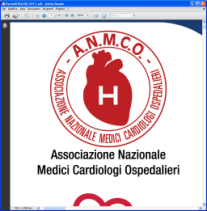 A.N.M.C.O.
ASSOCIAZIONE NAZIONALE MEDICI CARDIOLOGI OSPEDALIERI
H
Associazione Nazionale
Medici Cardiologi Ospedalieri